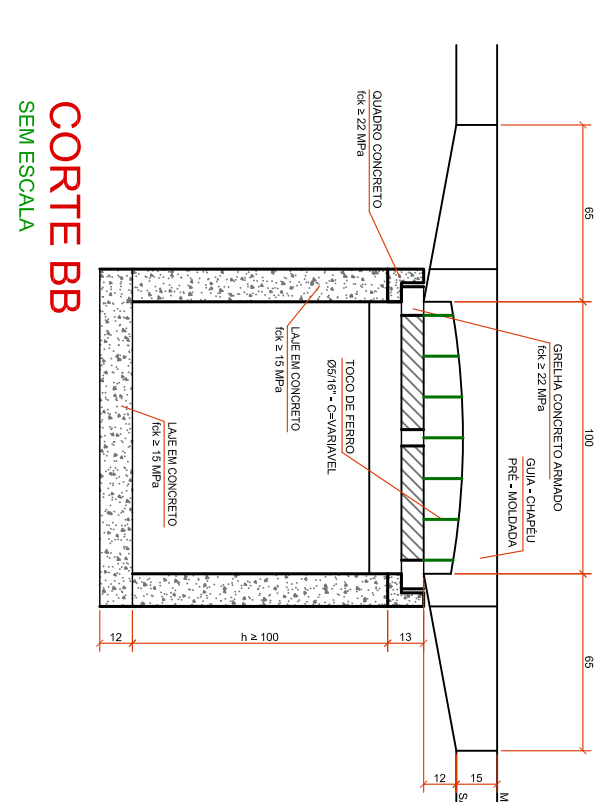 65
100
65
QUADRO CONCRETO
fck ≥ 22 MPa
GRELHA CONCRETO ARMADO
fck ≥ 22 MPa
GUIA - CHAPÉU
PRÉ - MOLDADA
TOCO DE FERRO
Ø5/16" - C=VARIAVEL
LAJE EM CONCRETO
fck ≥ 15 MPa
LAJE EM CONCRETO
fck ≥ 15 MPa
12
h ≥ 100
13
12
15
CORTE BB
SEM ESCALA